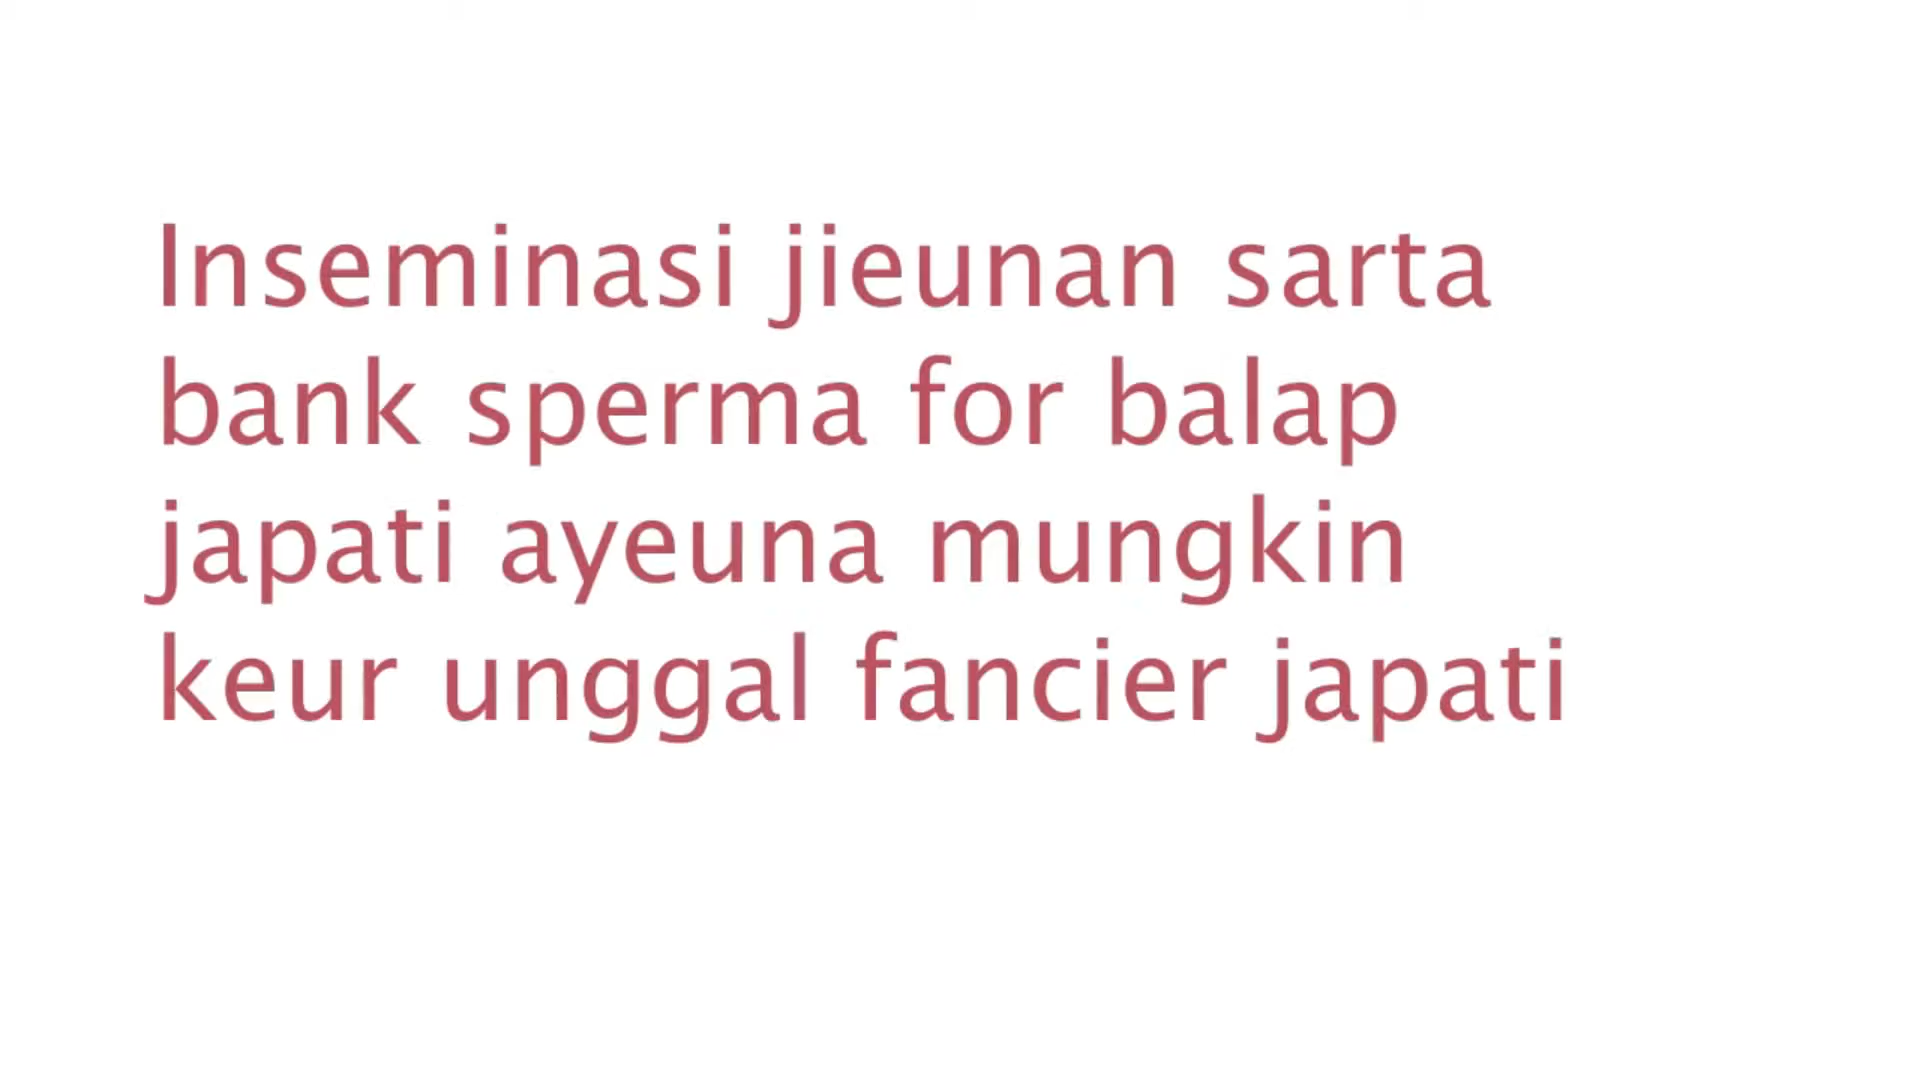 Inseminasi jieunan sarta
bank sperma for balap
japati ayeuna mungkin
keur unggal fancier japati